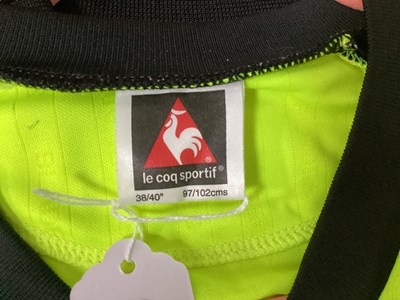 le coq sportif®
38/40" 97/102cms